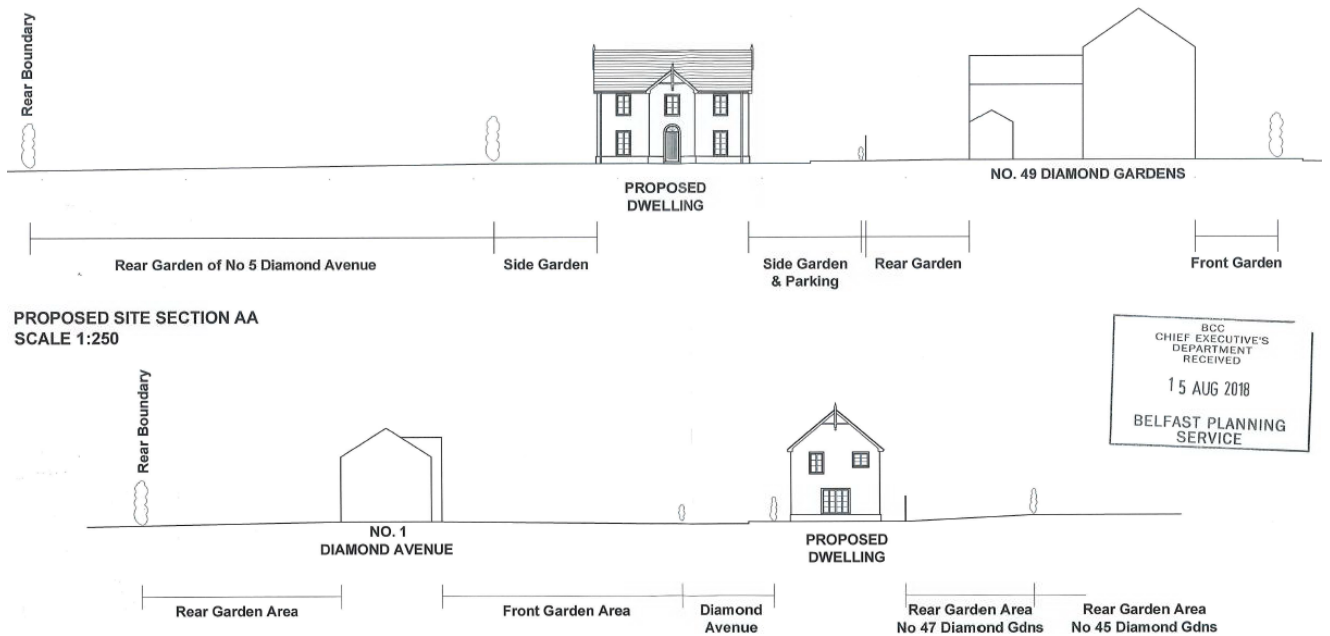 Rear Boundary
PROPOSED
DWELLING
NO. 49 DIAMOND GARDENS
Rear Garden of No 5 Diamond Avenue
Side Garden
Side Garden
& Parking
Rear Garden
Front Garden
PROPOSED SITE SECTION AA
SCALE 1:250
BCC
CHIEF EXECUTIVE'S
DEPARTMENT
RECEIVED
15 AUG 2018
BELFAST PLANNING
SERVICE
Rear Boundary
NO. 1
DIAMOND AVENUE
PROPOSED
DWELLING
Rear Garden Area
Front Garden Area
Diamond
Avenue
Rear Garden Area
No 47 Diamond Gdns
Rear Garden Area
No 45 Diamond Gdns